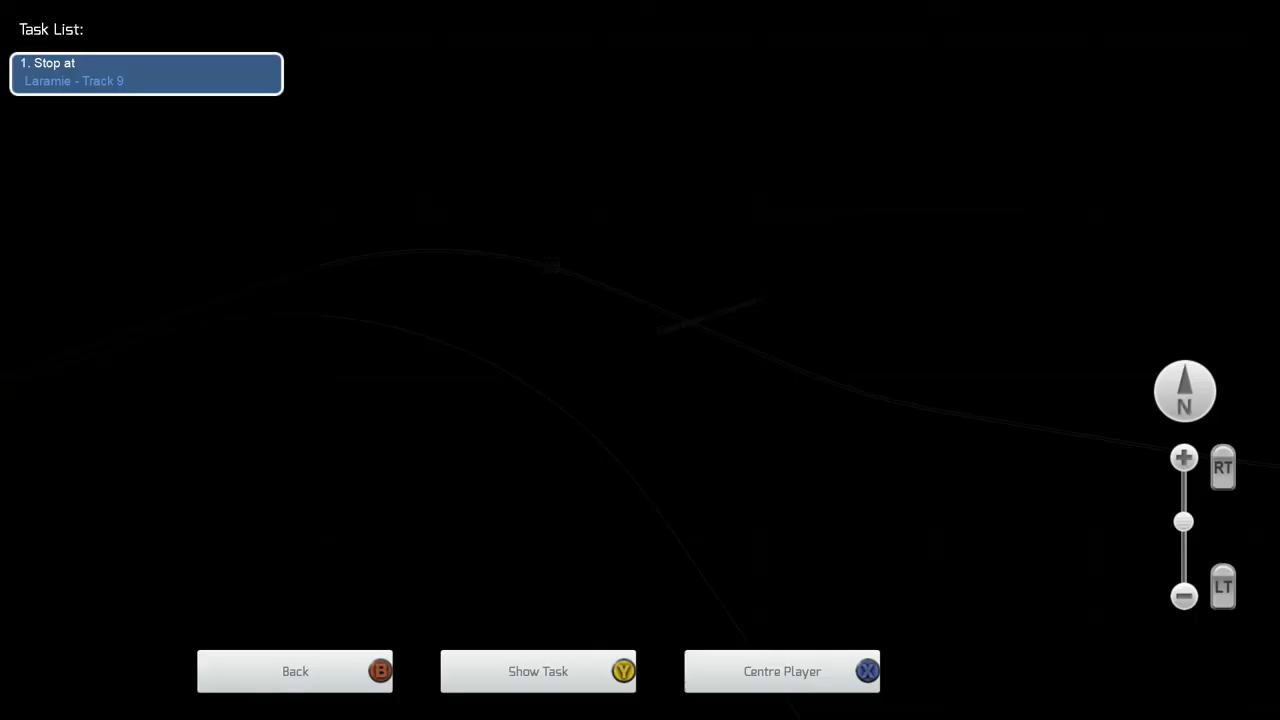 Task List:
1. Stop at
Laramie - Track 9
N
RT
LT
Back B
Show Task Y
Centre Player X